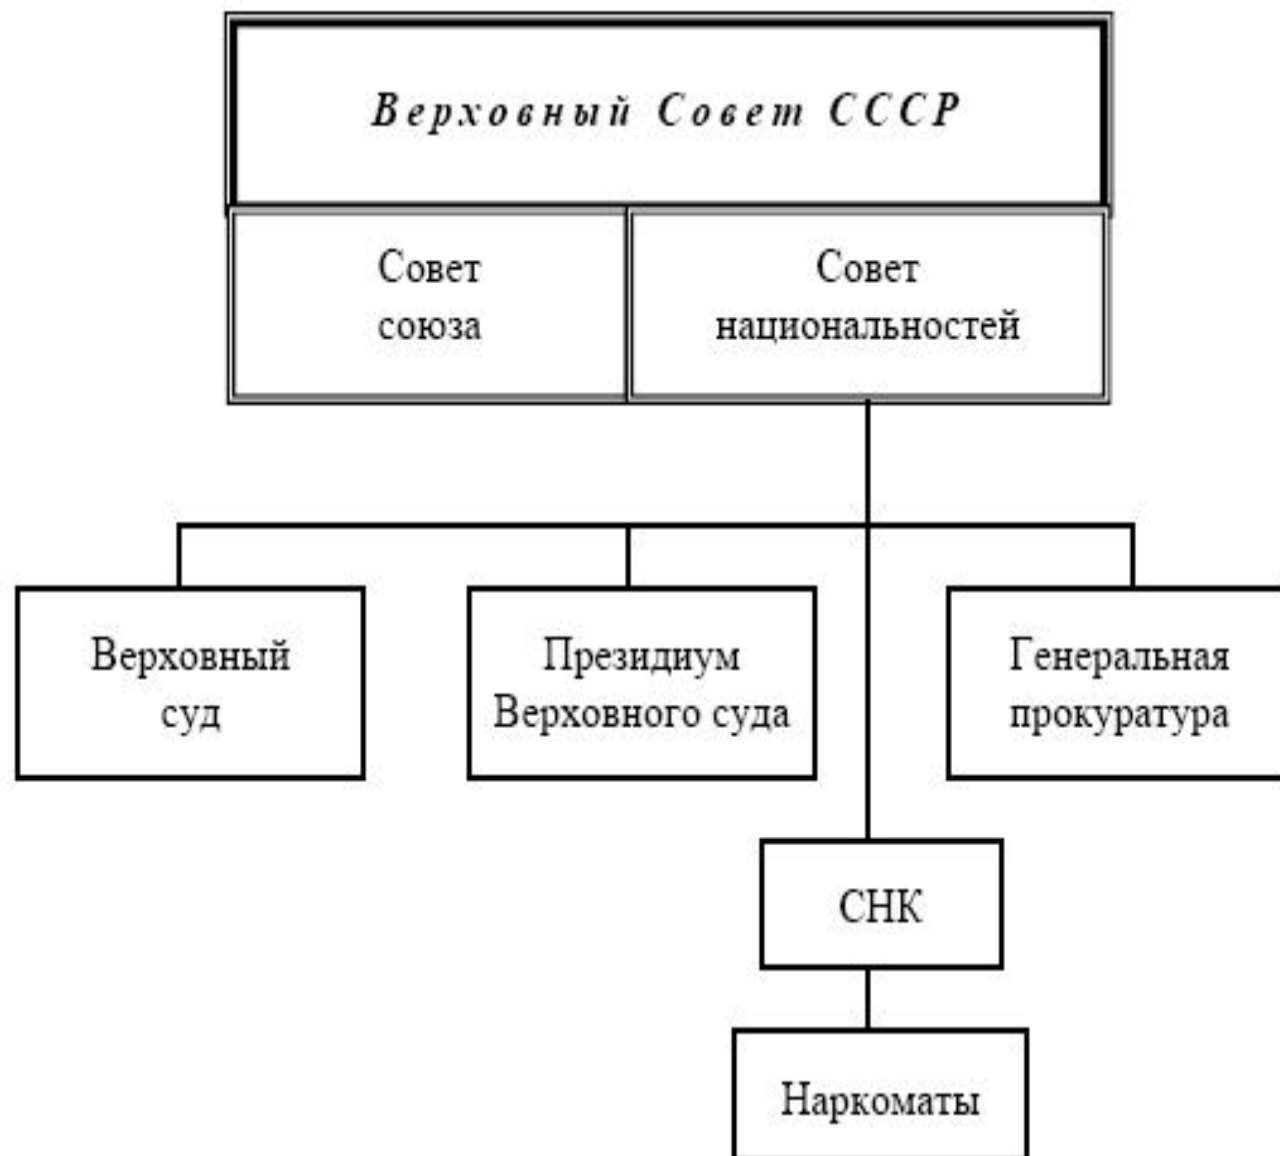 Верховный Совет СССР
Совет
союза
Совет
национальностей
Верховный
суд
Президиум
Верховного суда
Генеральная
прокуратура
СНК
Наркоматы